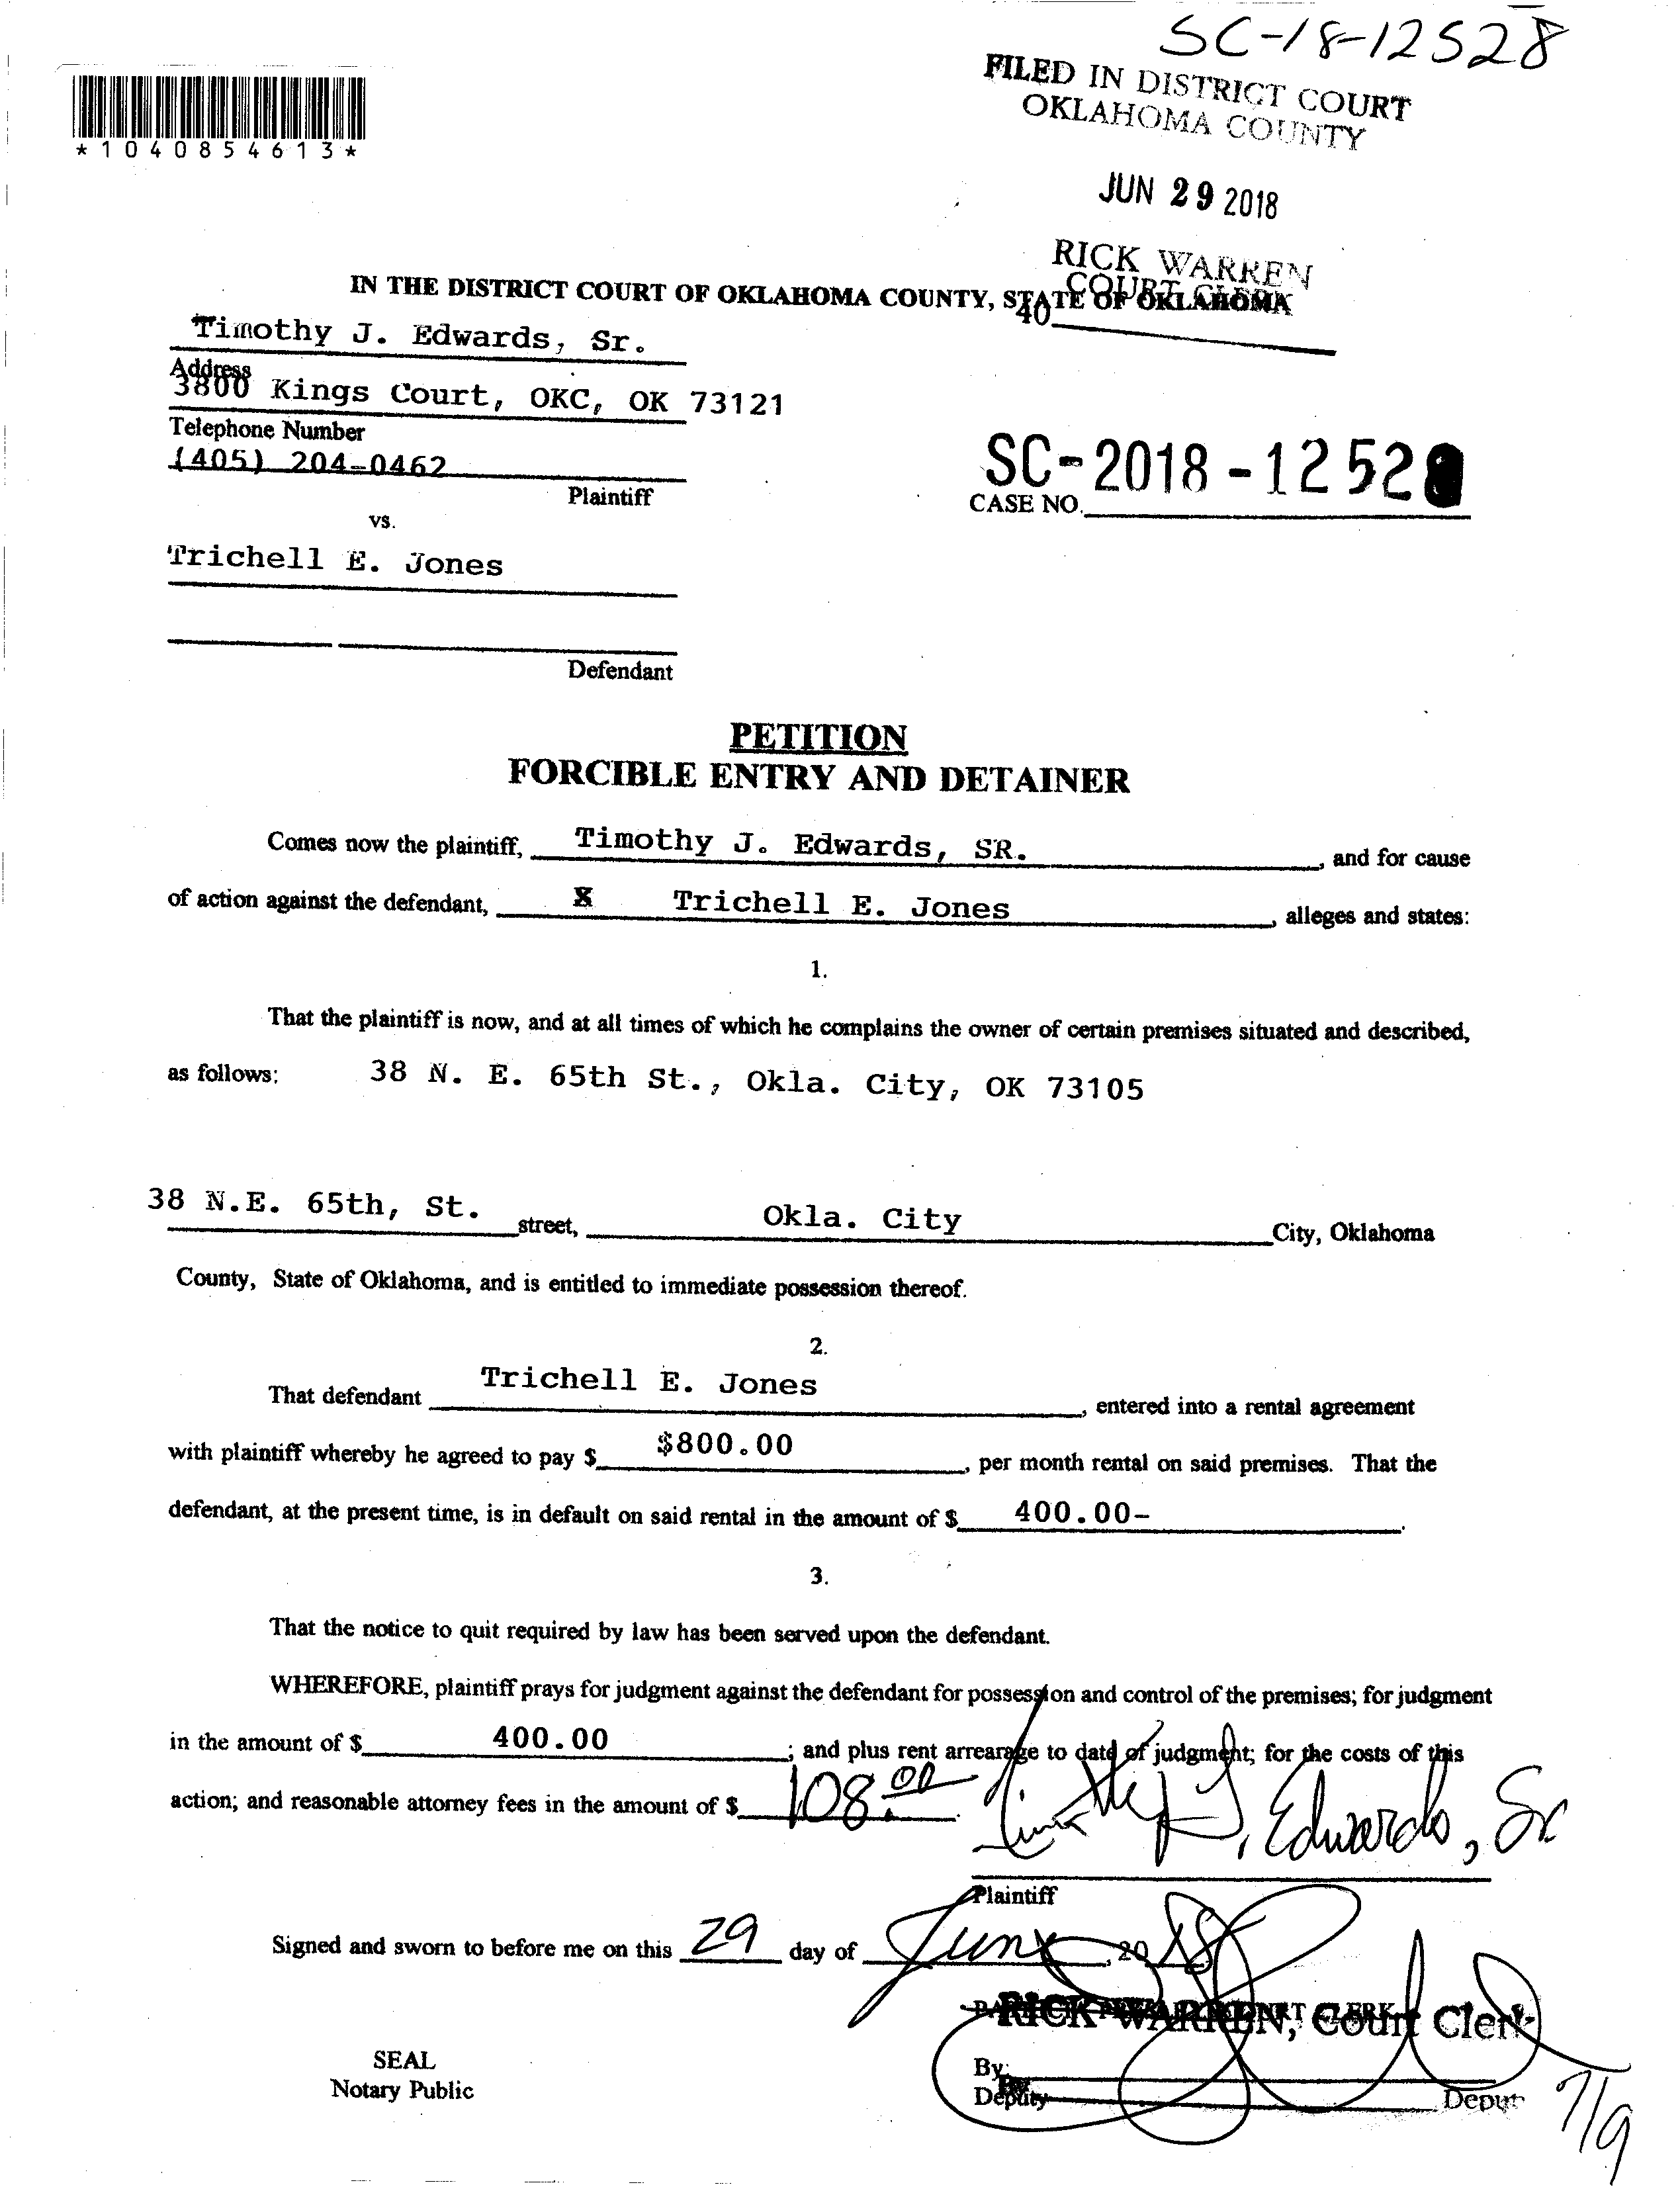 SC-18-12528
FILED IN DISTRICT COURT
OKLAHOMA COUNTY
*1040854613*
JUN 29 2018
RICK WARREN
COURT CLERK
IN THE DISTRICT COURT OF OKLAHOMA COUNTY, STATE OF OKLAHOMA
40
Timothy J. Edwards, Sr.
Address
3800 Kings Court, OKC, OK 73121
Telephone Number
(405) 204-0462
Plaintiff
SC-2018-12528
CASE NO.
vs.
Trichell E. Jones
Defendant
PETITION
FORCIBLE ENTRY AND DETAINER
Comes now the plaintiff, Timothy J. Edwards, SR. , and for cause
of action against the defendant, X Trichell E. Jones , alleges and states:
1.
That the plaintiff is now, and at all times of which he complains the owner of certain premises situated and described,
as follows: 38 N. E. 65th St., Okla. City, OK 73105
38 N.E. 65th, St. street, Okla. City City, Oklahoma
County, State of Oklahoma, and is entitled to immediate possession thereof.
2.
That defendant Trichell E. Jones , entered into a rental agreement
with plaintiff whereby he agreed to pay $ $800.00 , per month rental on said premises. That the
defendant, at the present time, is in default on said rental in the amount of $ 400.00- .
3.
That the notice to quit required by law has been served upon the defendant.
WHEREFORE, plaintiff prays for judgment against the defendant for possession and control of the premises; for judgment
in the amount of $ 400.00 ; and plus rent arrearage to date of judgment; for the costs of this
action; and reasonable attorney fees in the amount of $ 108.00 .
Timothy J. Edwards, Sr
Plaintiff
Signed and sworn to before me on this 29 day of June , 20 18
RICK WARREN, Court Clerk
SEAL
Notary Public
By:
By
Deputy
Deputy
7/9